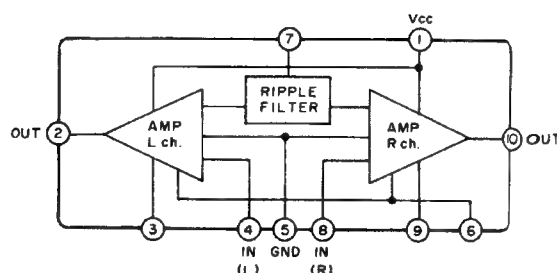 Vcc
7
1
RIPPLE
FILTER
OUT 2
AMP
L ch.
AMP
R ch.
10 OUT
3
4
5
8
9
6
IN
(L)
GND
IN
(R)